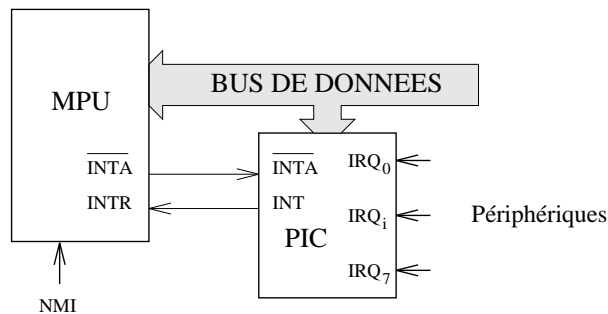 BUS DE DONNEES
MPU
INTA
INTA
IRQ0
INTR
INT
IRQi
Périphériques
PIC
IRQ7
NMI